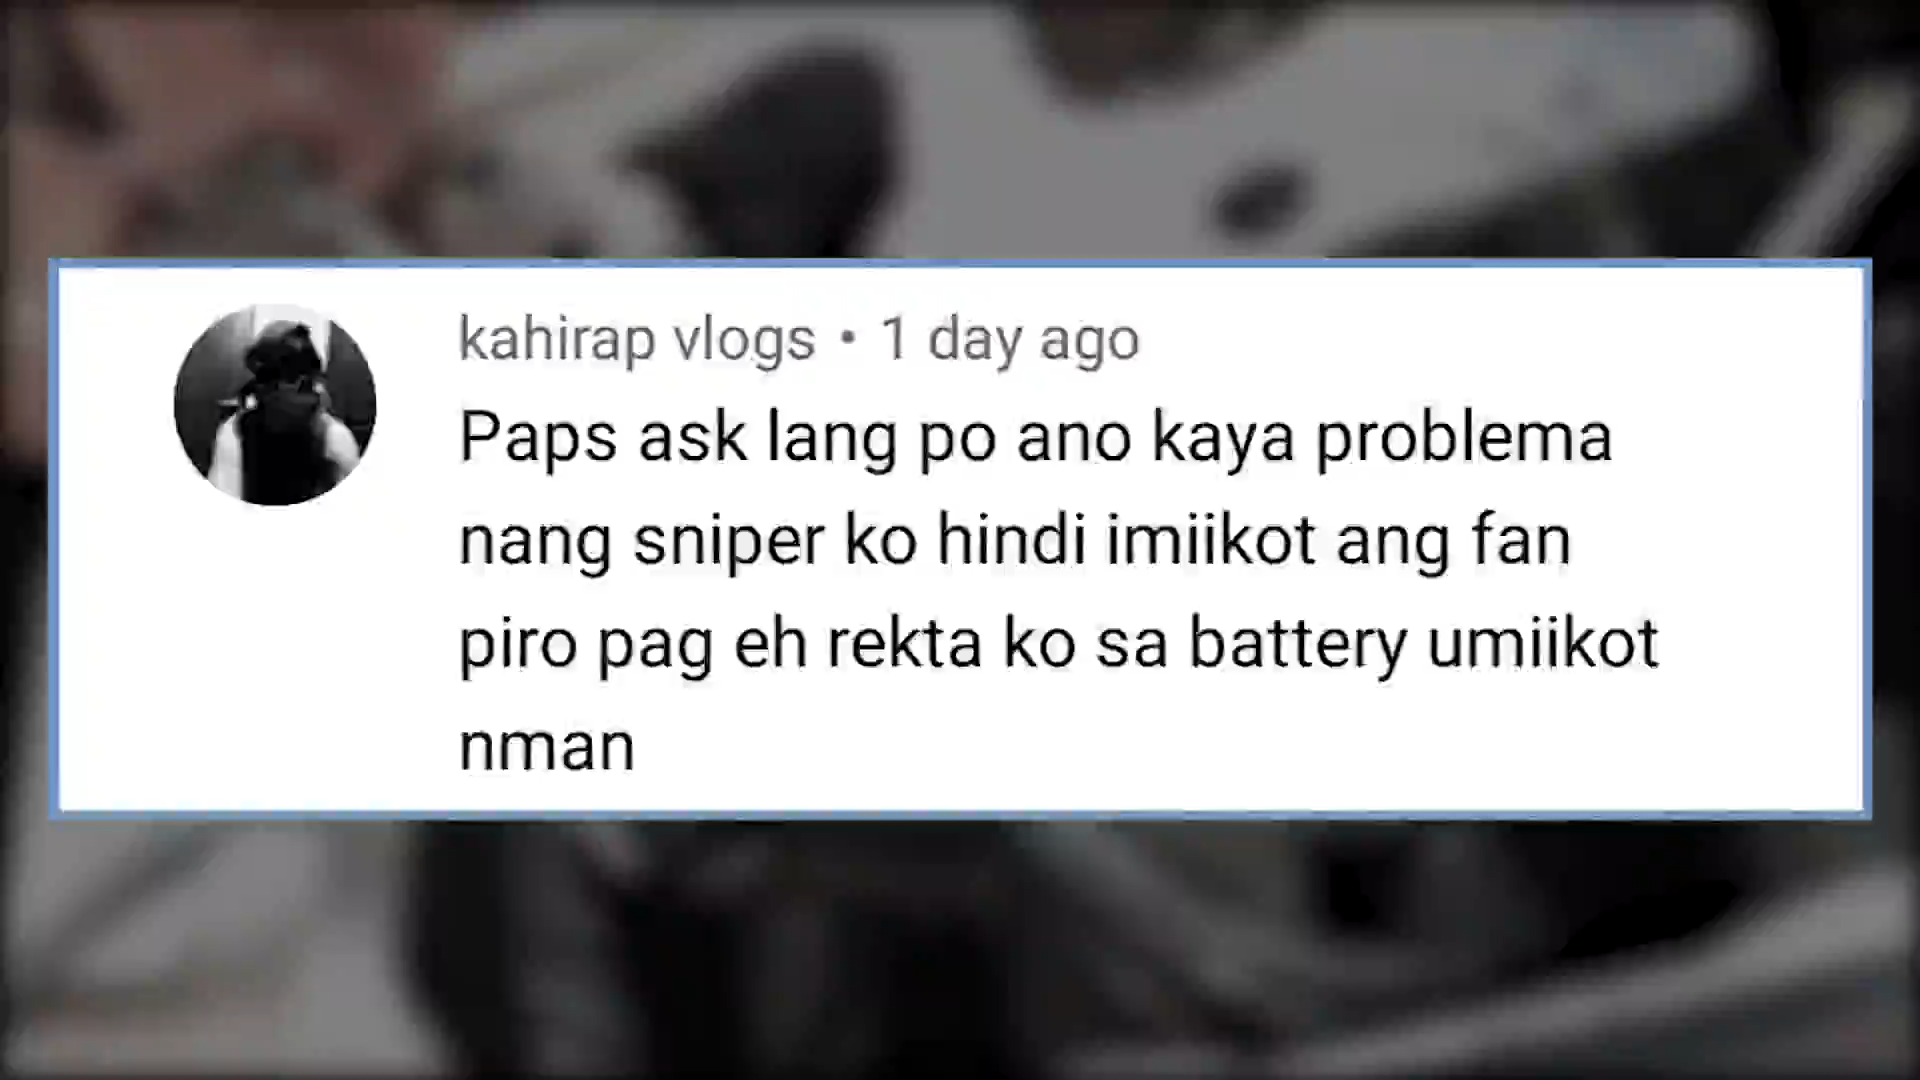 kahirap vlogs • 1 day ago
Paps ask lang po ano kaya problema
nang sniper ko hindi imiikot ang fan
piro pag eh rekta ko sa battery umiikot
nman